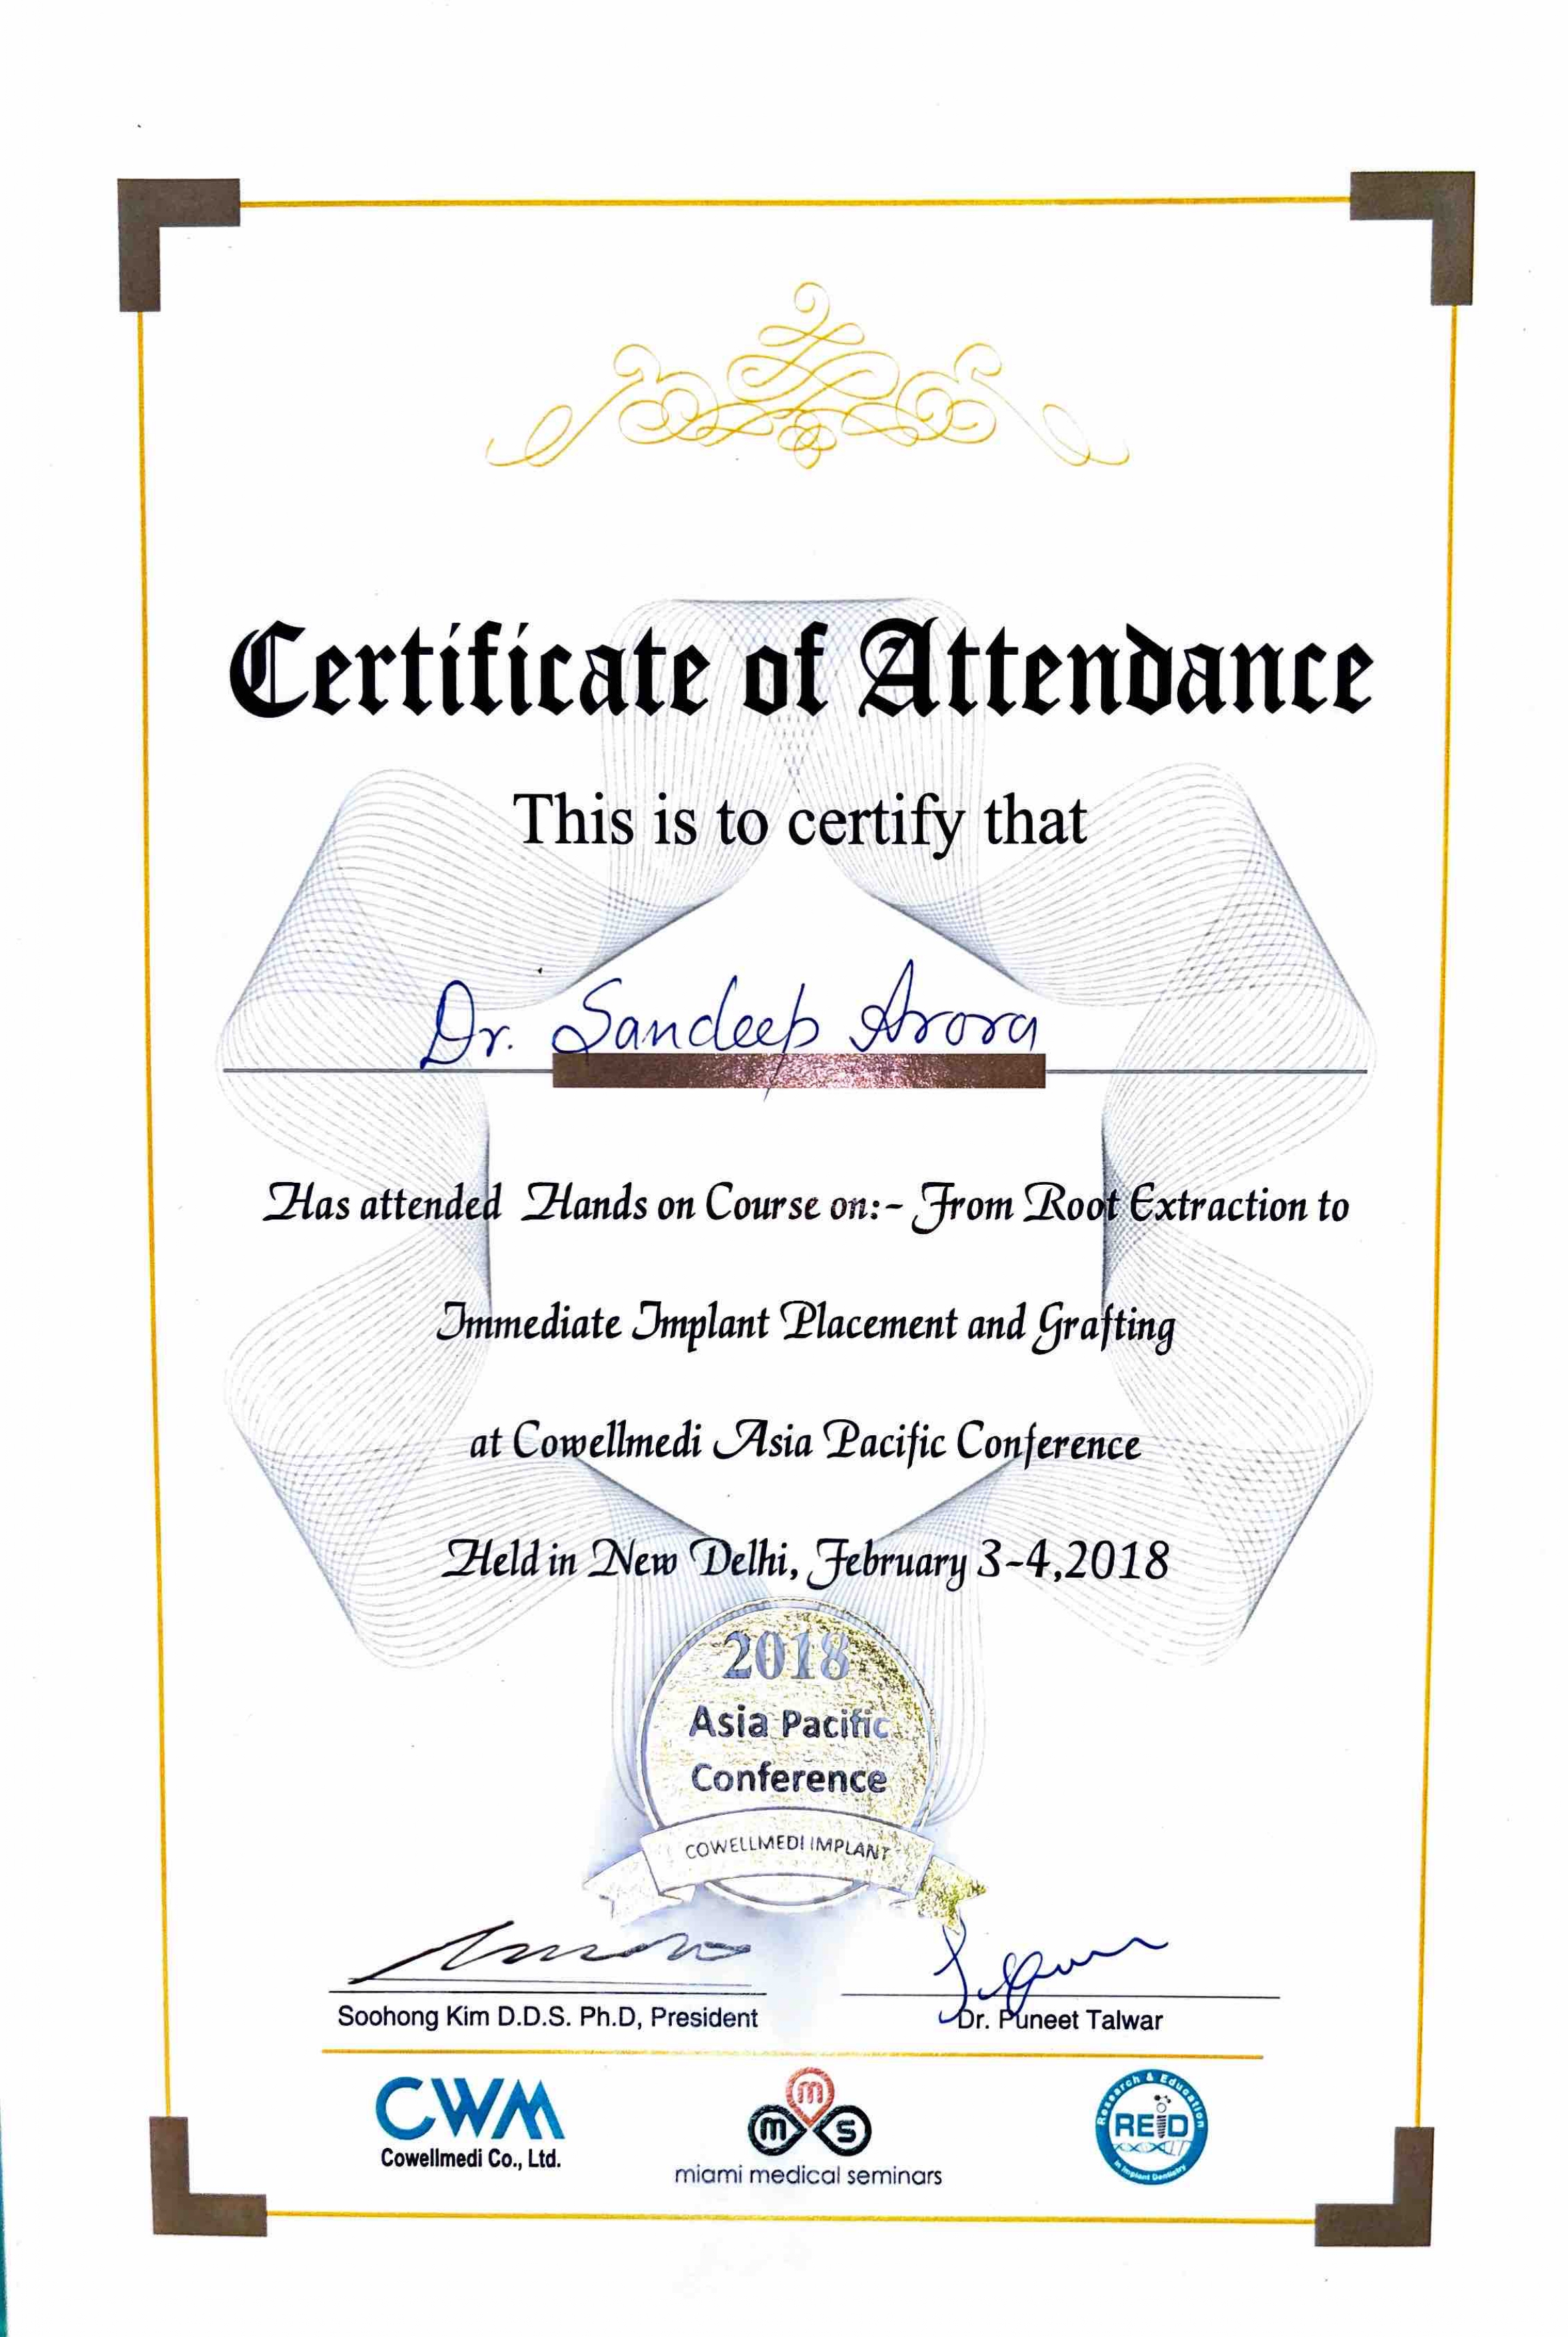 Certificate of Attendance
This is to certify that
Dr. Sandeep Arora
Has attended Hands on Course on:- From Root Extraction to
Immediate Implant Placement and Grafting
at Cowellmedi Asia Pacific Conference
Held in New Delhi, February 3-4,2018
2018
Asia Pacific
Conference
COWELLMEDI IMPLANT
Soohong Kim D.D.S. Ph.D, President
Dr. Puneet Talwar
CWM
Cowellmedi Co., Ltd.
m
m s
miami medical seminars
Research & Education
REID
in Implant Dentistry